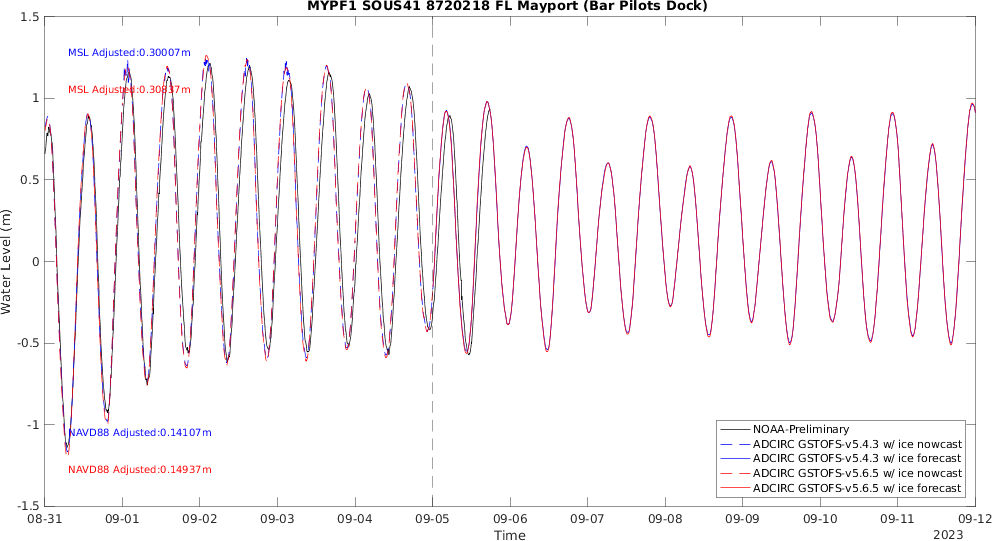 MYPF1 SOUS41 8720218 FL Mayport (Bar Pilots Dock)
1.5
1
0.5
0
-0.5
-1
-1.5
Water Level (m)
MSL Adjusted:0.30007m
MSL Adjusted:0.30837m
NAVD88 Adjusted:0.14107m
NAVD88 Adjusted:0.14937m
NOAA-Preliminary
ADCIRC GSTOFS-v5.4.3 w/ ice nowcast
ADCIRC GSTOFS-v5.4.3 w/ ice forecast
ADCIRC GSTOFS-v5.6.5 w/ ice nowcast
ADCIRC GSTOFS-v5.6.5 w/ ice forecast
08-31 09-01 09-02 09-03 09-04 09-05 09-06 09-07 09-08 09-09 09-10 09-11 09-12
Time
2023